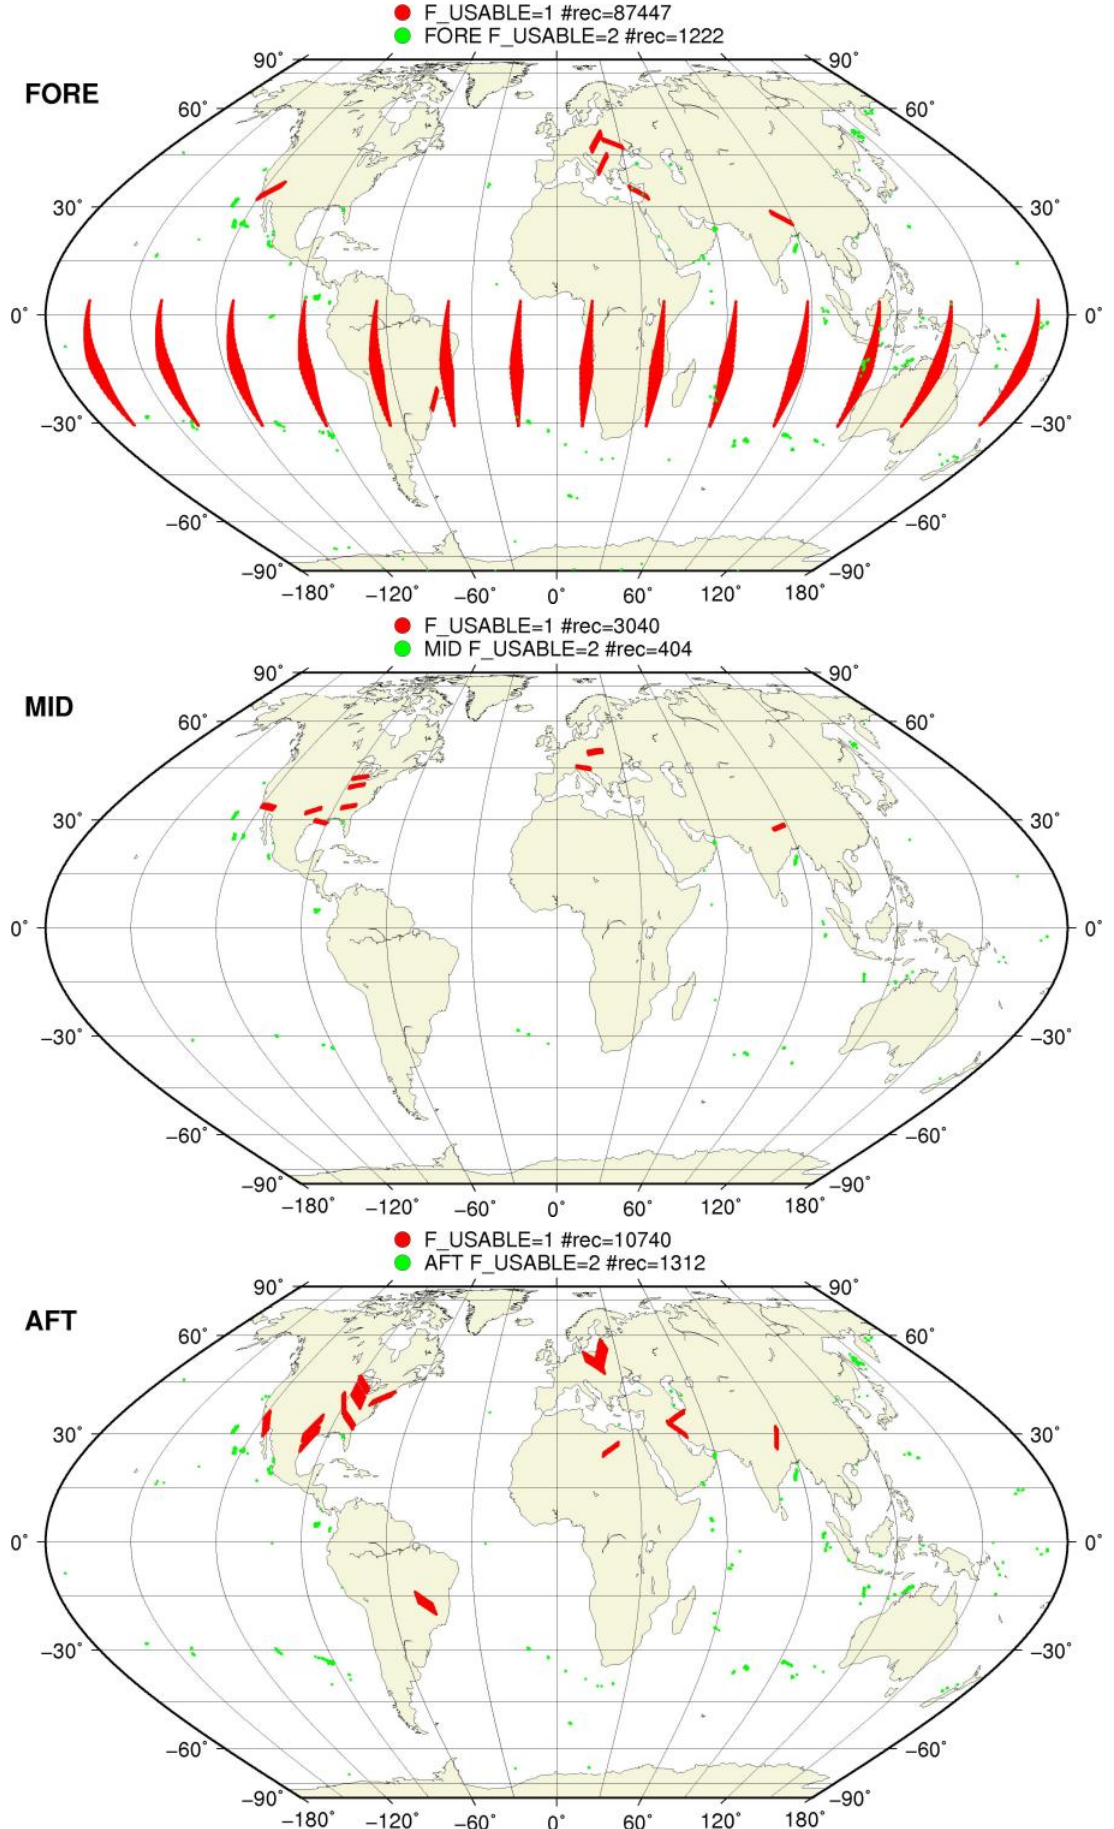 F_USABLE=1 #rec=87447
FORE F_USABLE=2 #rec=1222
FORE
90° 90°
60° 60°
30° 30°
0° 0°
−30° −30°
−60° −60°
−90° −90°
−180° −120° −60° 0° 60° 120° 180°
F_USABLE=1 #rec=3040
MID F_USABLE=2 #rec=404
MID
90° 90°
60° 60°
30° 30°
0° 0°
−30° −30°
−60° −60°
−90° −90°
−180° −120° −60° 0° 60° 120° 180°
F_USABLE=1 #rec=10740
AFT F_USABLE=2 #rec=1312
AFT
90° 90°
60° 60°
30° 30°
0° 0°
−30° −30°
−60° −60°
−90° −90°
−180° −120° −60° 0° 60° 120° 180°